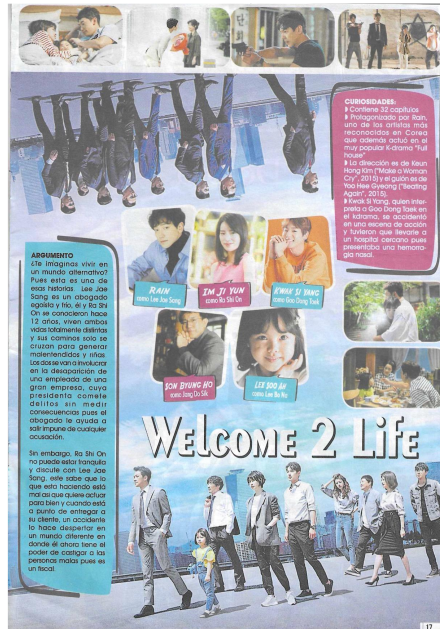 CURIOSIDADES:
Contiene 32 capítulos
Protagonizado por Rain,
uno de los artistas más
reconocidos en Corea
que además actuó en el
muy popular K-drama "Full
house"
La dirección es de Keun
Hong Kim ("Make a Woman
Cry", 2015) y el guión es de
Yoo Hee Gyeong ("Beating
Again", 2015).
Kwak Si Yang, quien inter-
preta a Goo Dong Taek en
el kdrama, se accidentó
en una escena de acción
y tuvieron que llevarle a
un hospital cercano pues
presentaba una hemorra-
gia nasal.
ARGUMENTO
¿Te imaginas vivir en
un mundo alternativo?
Pues esta es una de
esas historias. Lee Jae
Sang es un abogado
egoísta y frío, él y Ra Shi
On se conocieron hace
12 años, viven ambos
vidas totalmente distintas
y sus caminos solo se
cruzan para generar
malentendidos y riñas.
Los dos se van a involucrar
en la desaparición de
una empleada de una
gran empresa, cuya
presidenta comete
delitos sin medir
consecuencias pues el
abogado le ayuda a
salir impune de cualquier
acusación.
Sin embargo, Ra Shi On
no puede estar tranquila
y discute con Lee Jae
Sang, este sabe que lo
que esta haciendo está
mal así que quiere actuar
para bien y cuando está
a punto de entregar a
su cliente, un accidente
lo hace despertar en
un mundo diferente en
donde él ahora tiene el
poder de castigar a las
personas malas pues es
un fiscal.
RAIN
como Lee Jae Sang
IM JI YUN
como Ra Shi On
KWAK SI YANG
como Goo Dong Taek
SON BYUNG HO
como Jang Do Sik
LEE SOO AH
como Lee Bo Na
WELCOME 2 LIFE
17